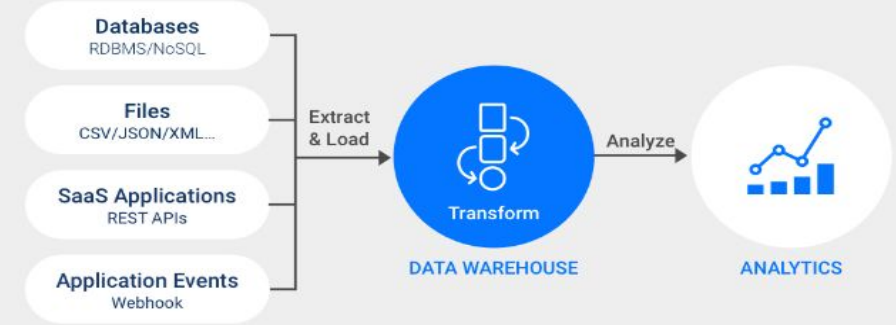 Databases
RDBMS/NoSQL
Files
CSV/JSON/XML...
SaaS Applications
REST APIs
Application Events
Webhook
Extract
& Load
Transform
DATA WAREHOUSE
Analyze
ANALYTICS